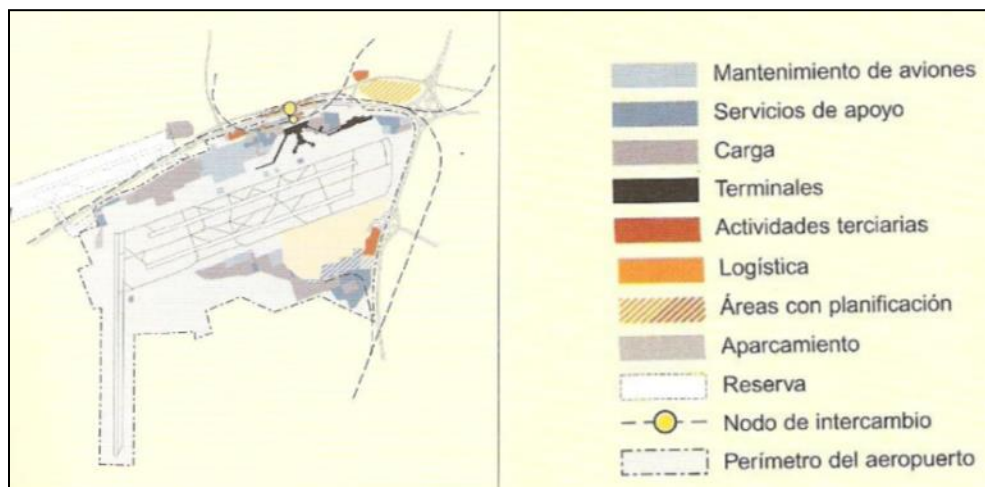 Mantenimiento de aviones
Servicios de apoyo
Carga
Terminales
Actividades terciarias
Logística
Áreas con planificación
Aparcamiento
Reserva
Nodo de intercambio
Perímetro del aeropuerto